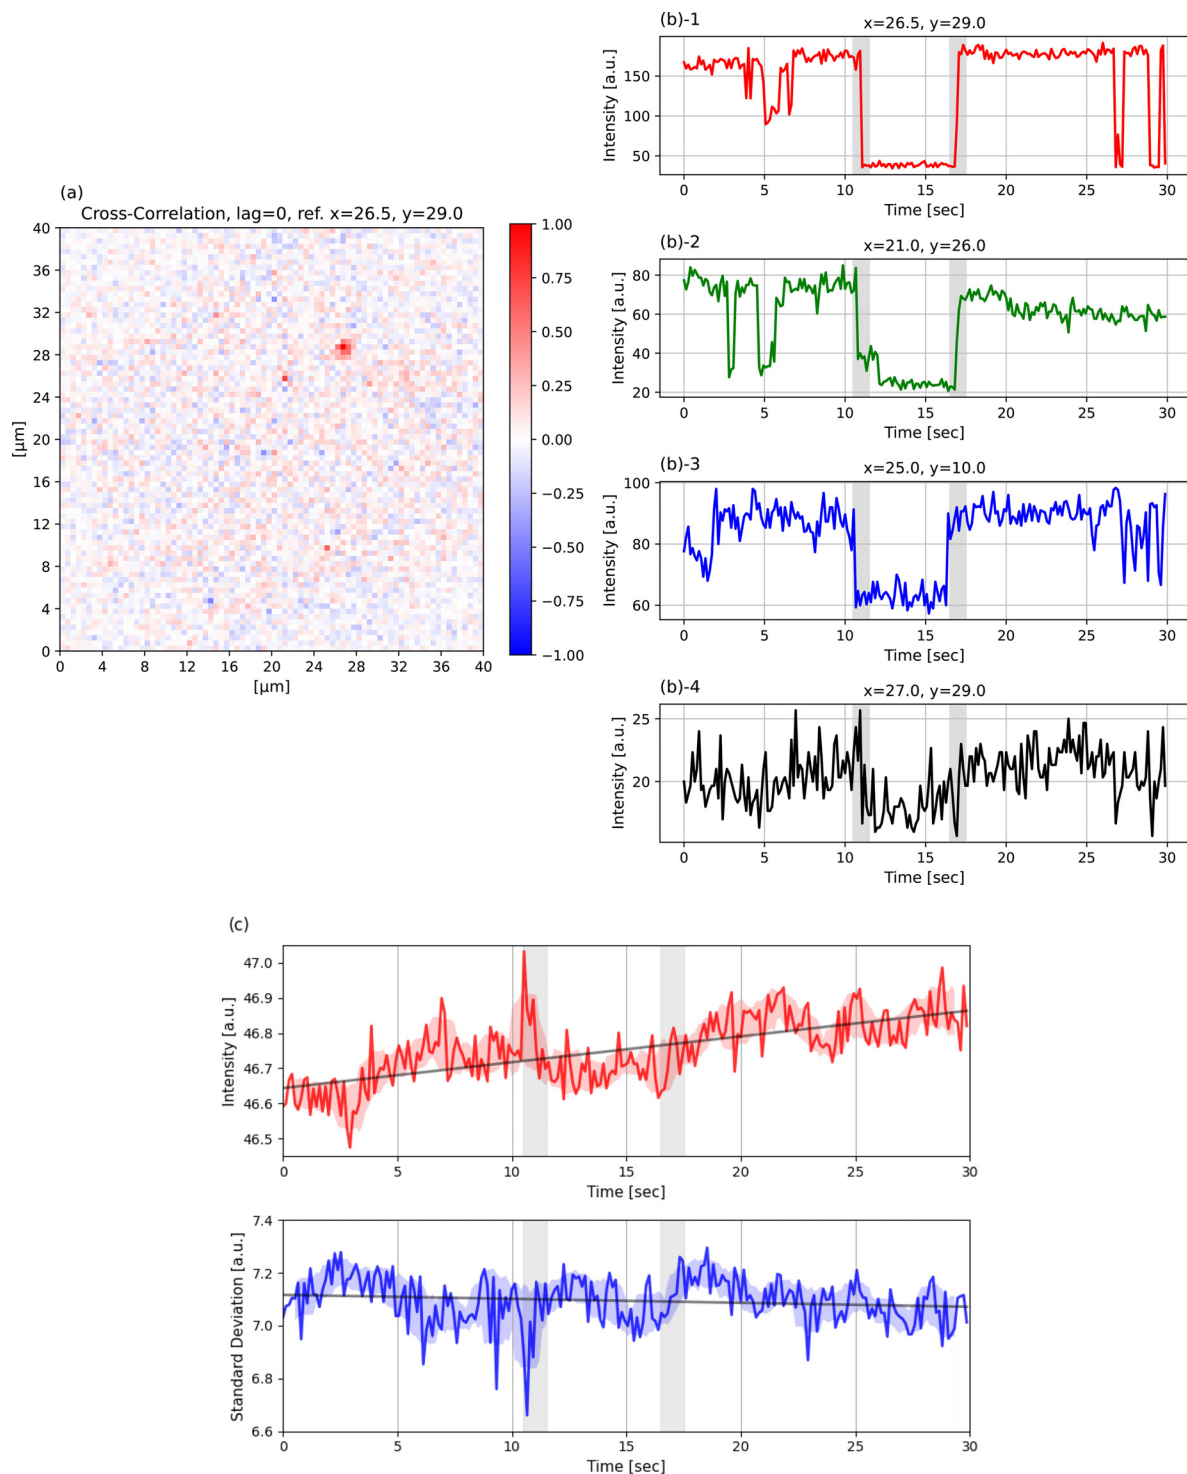 (a)
Cross-Correlation, lag=0, ref. x=26.5, y=29.0
40
36
32
28
24
20
16
12
8
4
0
[µm]
0 4 8 12 16 20 24 28 32 36 40
[µm]
1.00
0.75
0.50
0.25
0.00
−0.25
−0.50
−0.75
−1.00
(b)-1
x=26.5, y=29.0
Intensity [a.u.]
150
100
50
0 5 10 15 20 25 30
Time [sec]
(b)-2
x=21.0, y=26.0
Intensity [a.u.]
80
60
40
20
0 5 10 15 20 25 30
Time [sec]
(b)-3
x=25.0, y=10.0
Intensity [a.u.]
100
80
60
0 5 10 15 20 25 30
Time [sec]
(b)-4
x=27.0, y=29.0
Intensity [a.u.]
25
20
0 5 10 15 20 25 30
Time [sec]
(c)
Intensity [a.u.]
47.0
46.9
46.8
46.7
46.6
46.5
0 5 10 15 20 25 30
Time [sec]
Standard Deviation [a.u.]
7.4
7.2
7.0
6.8
6.6
0 5 10 15 20 25 30
Time [sec]